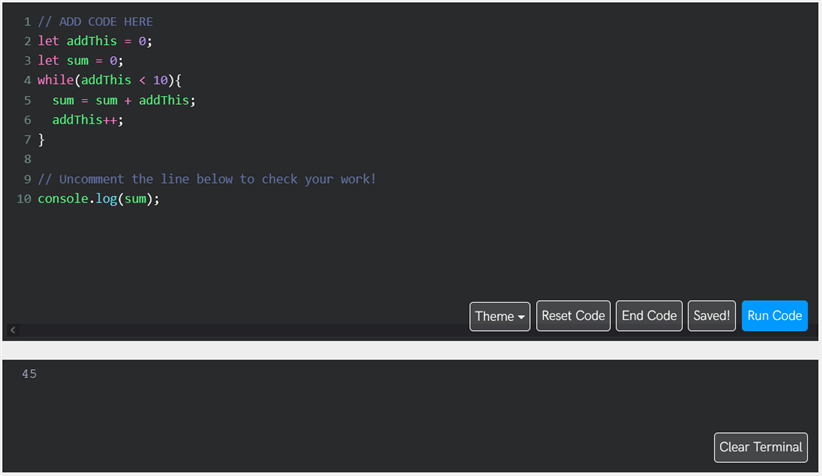 1 // ADD CODE HERE
2 let addThis = 0;
3 let sum = 0;
4 while(addThis < 10){
5   sum = sum + addThis;
6   addThis++;
7 }
8
9 // Uncomment the line below to check your work!
10 console.log(sum);
Theme Reset Code End Code Saved! Run Code
45
Clear Terminal